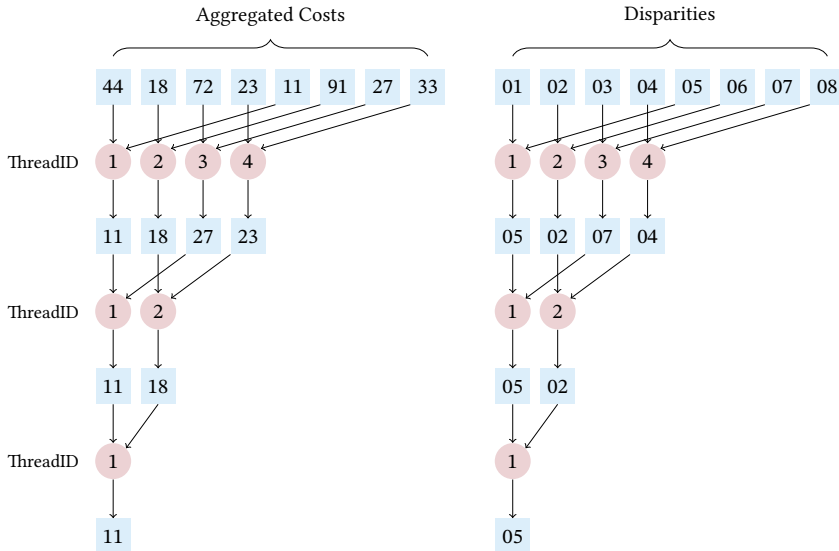 Aggregated Costs Disparities
44 18 72 23 11 91 27 33 01 02 03 04 05 06 07 08
ThreadID 1 2 3 4 1 2 3 4
11 18 27 23 05 02 07 04
ThreadID 1 2 1 2
11 18 05 02
ThreadID 1 1
11 05